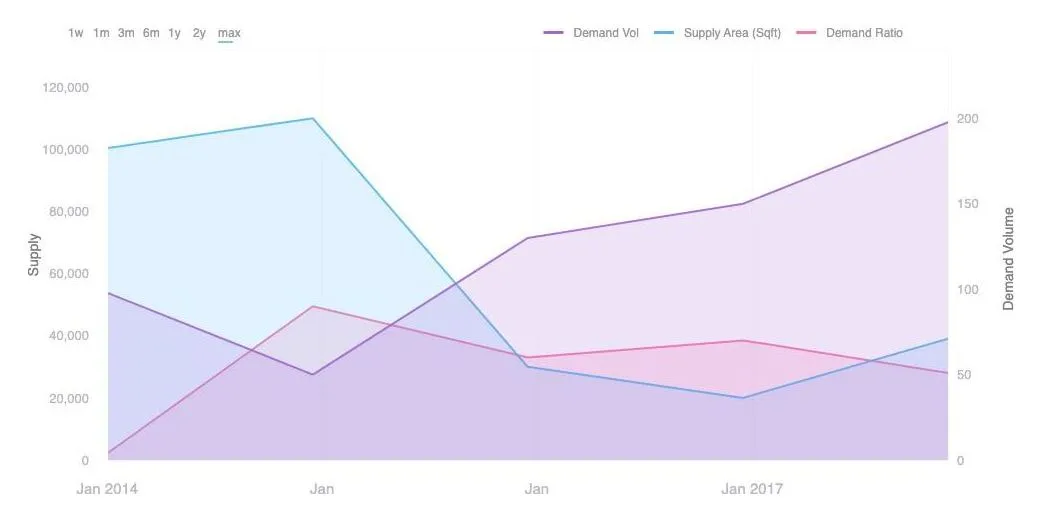 1w 1m 3m 6m 1y 2y max
Demand Vol Supply Area (Sqft) Demand Ratio
120,000
100,000
80,000
60,000
40,000
20,000
0
Supply
200
150
100
50
0
Demand Volume
Jan 2014 Jan Jan Jan 2017